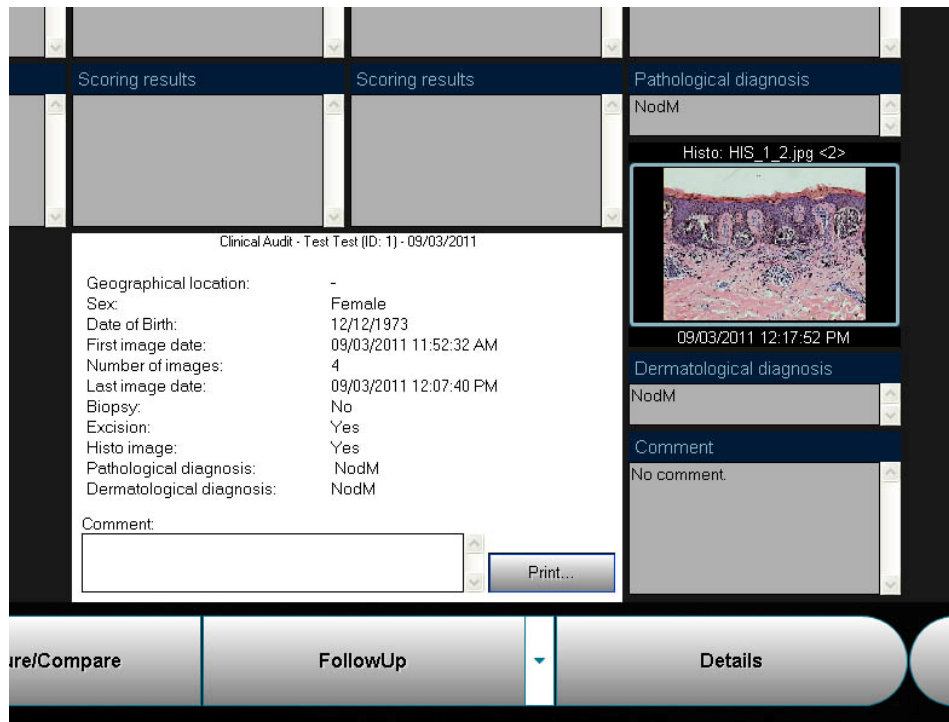 Scoring results
Scoring results
Pathological diagnosis
NodM
Histo: HIS_1_2.jpg <2>
09/03/2011 12:17:52 PM
Dermatological diagnosis
NodM
Comment
No comment.
Clinical Audit - Test Test (ID: 1) - 09/03/2011
Geographical location: -
Sex: Female
Date of Birth: 12/12/1973
First image date: 09/03/2011 11:52:32 AM
Number of images: 4
Last image date: 09/03/2011 12:07:40 PM
Biopsy: No
Excision: Yes
Histo image: Yes
Pathological diagnosis: NodM
Dermatological diagnosis: NodM
Comment:
Print...
ure/Compare
FollowUp
Details